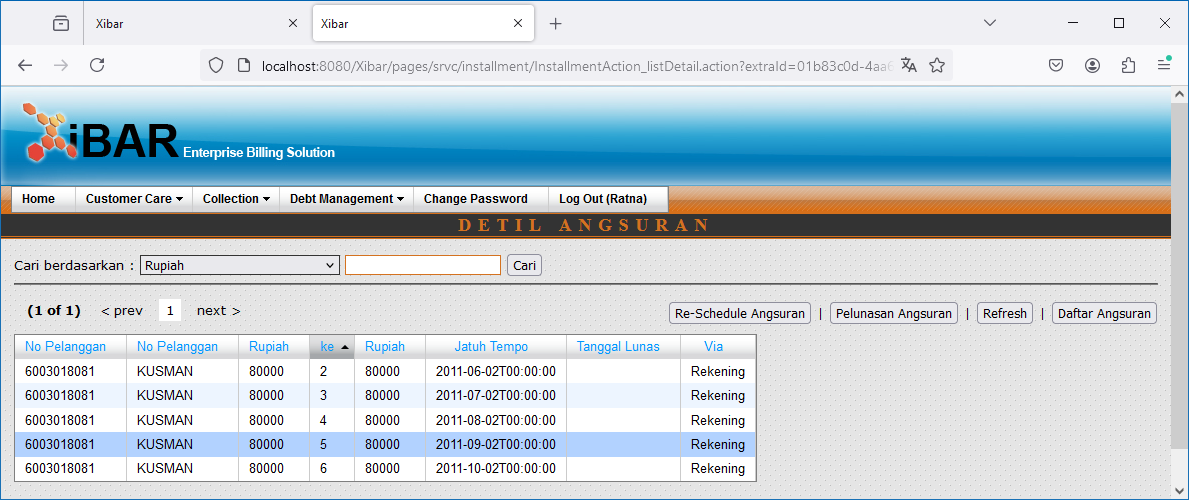 Xibar
Xibar
localhost:8080/Xibar/pages/srvc/installment/InstallmentAction_listDetail.action?extraId=01b83c0d-4aa6
iBAR Enterprise Billing Solution
Home Customer Care Collection Debt Management Change Password Log Out (Ratna)
DETIL ANGSURAN
Cari berdasarkan : Rupiah Cari
(1 of 1) < prev 1 next > Re-Schedule Angsuran | Pelunasan Angsuran | Refresh | Daftar Angsuran
No Pelanggan No Pelanggan Rupiah ke Rupiah Jatuh Tempo Tanggal Lunas Via
6003018081 KUSMAN 80000 2 80000 2011-06-02T00:00:00 Rekening
6003018081 KUSMAN 80000 3 80000 2011-07-02T00:00:00 Rekening
6003018081 KUSMAN 80000 4 80000 2011-08-02T00:00:00 Rekening
6003018081 KUSMAN 80000 5 80000 2011-09-02T00:00:00 Rekening
6003018081 KUSMAN 80000 6 80000 2011-10-02T00:00:00 Rekening